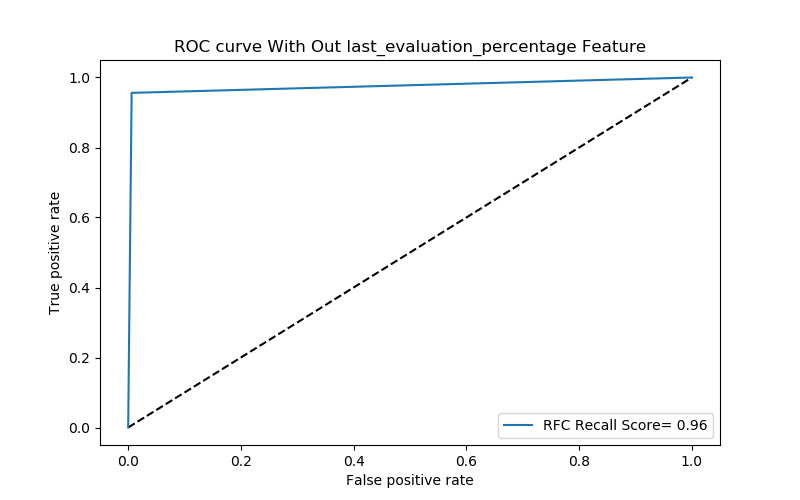 ROC curve With Out last_evaluation_percentage Feature
True positive rate
1.0
0.8
0.6
0.4
0.2
0.0
RFC Recall Score= 0.96
0.0 0.2 0.4 0.6 0.8 1.0
False positive rate